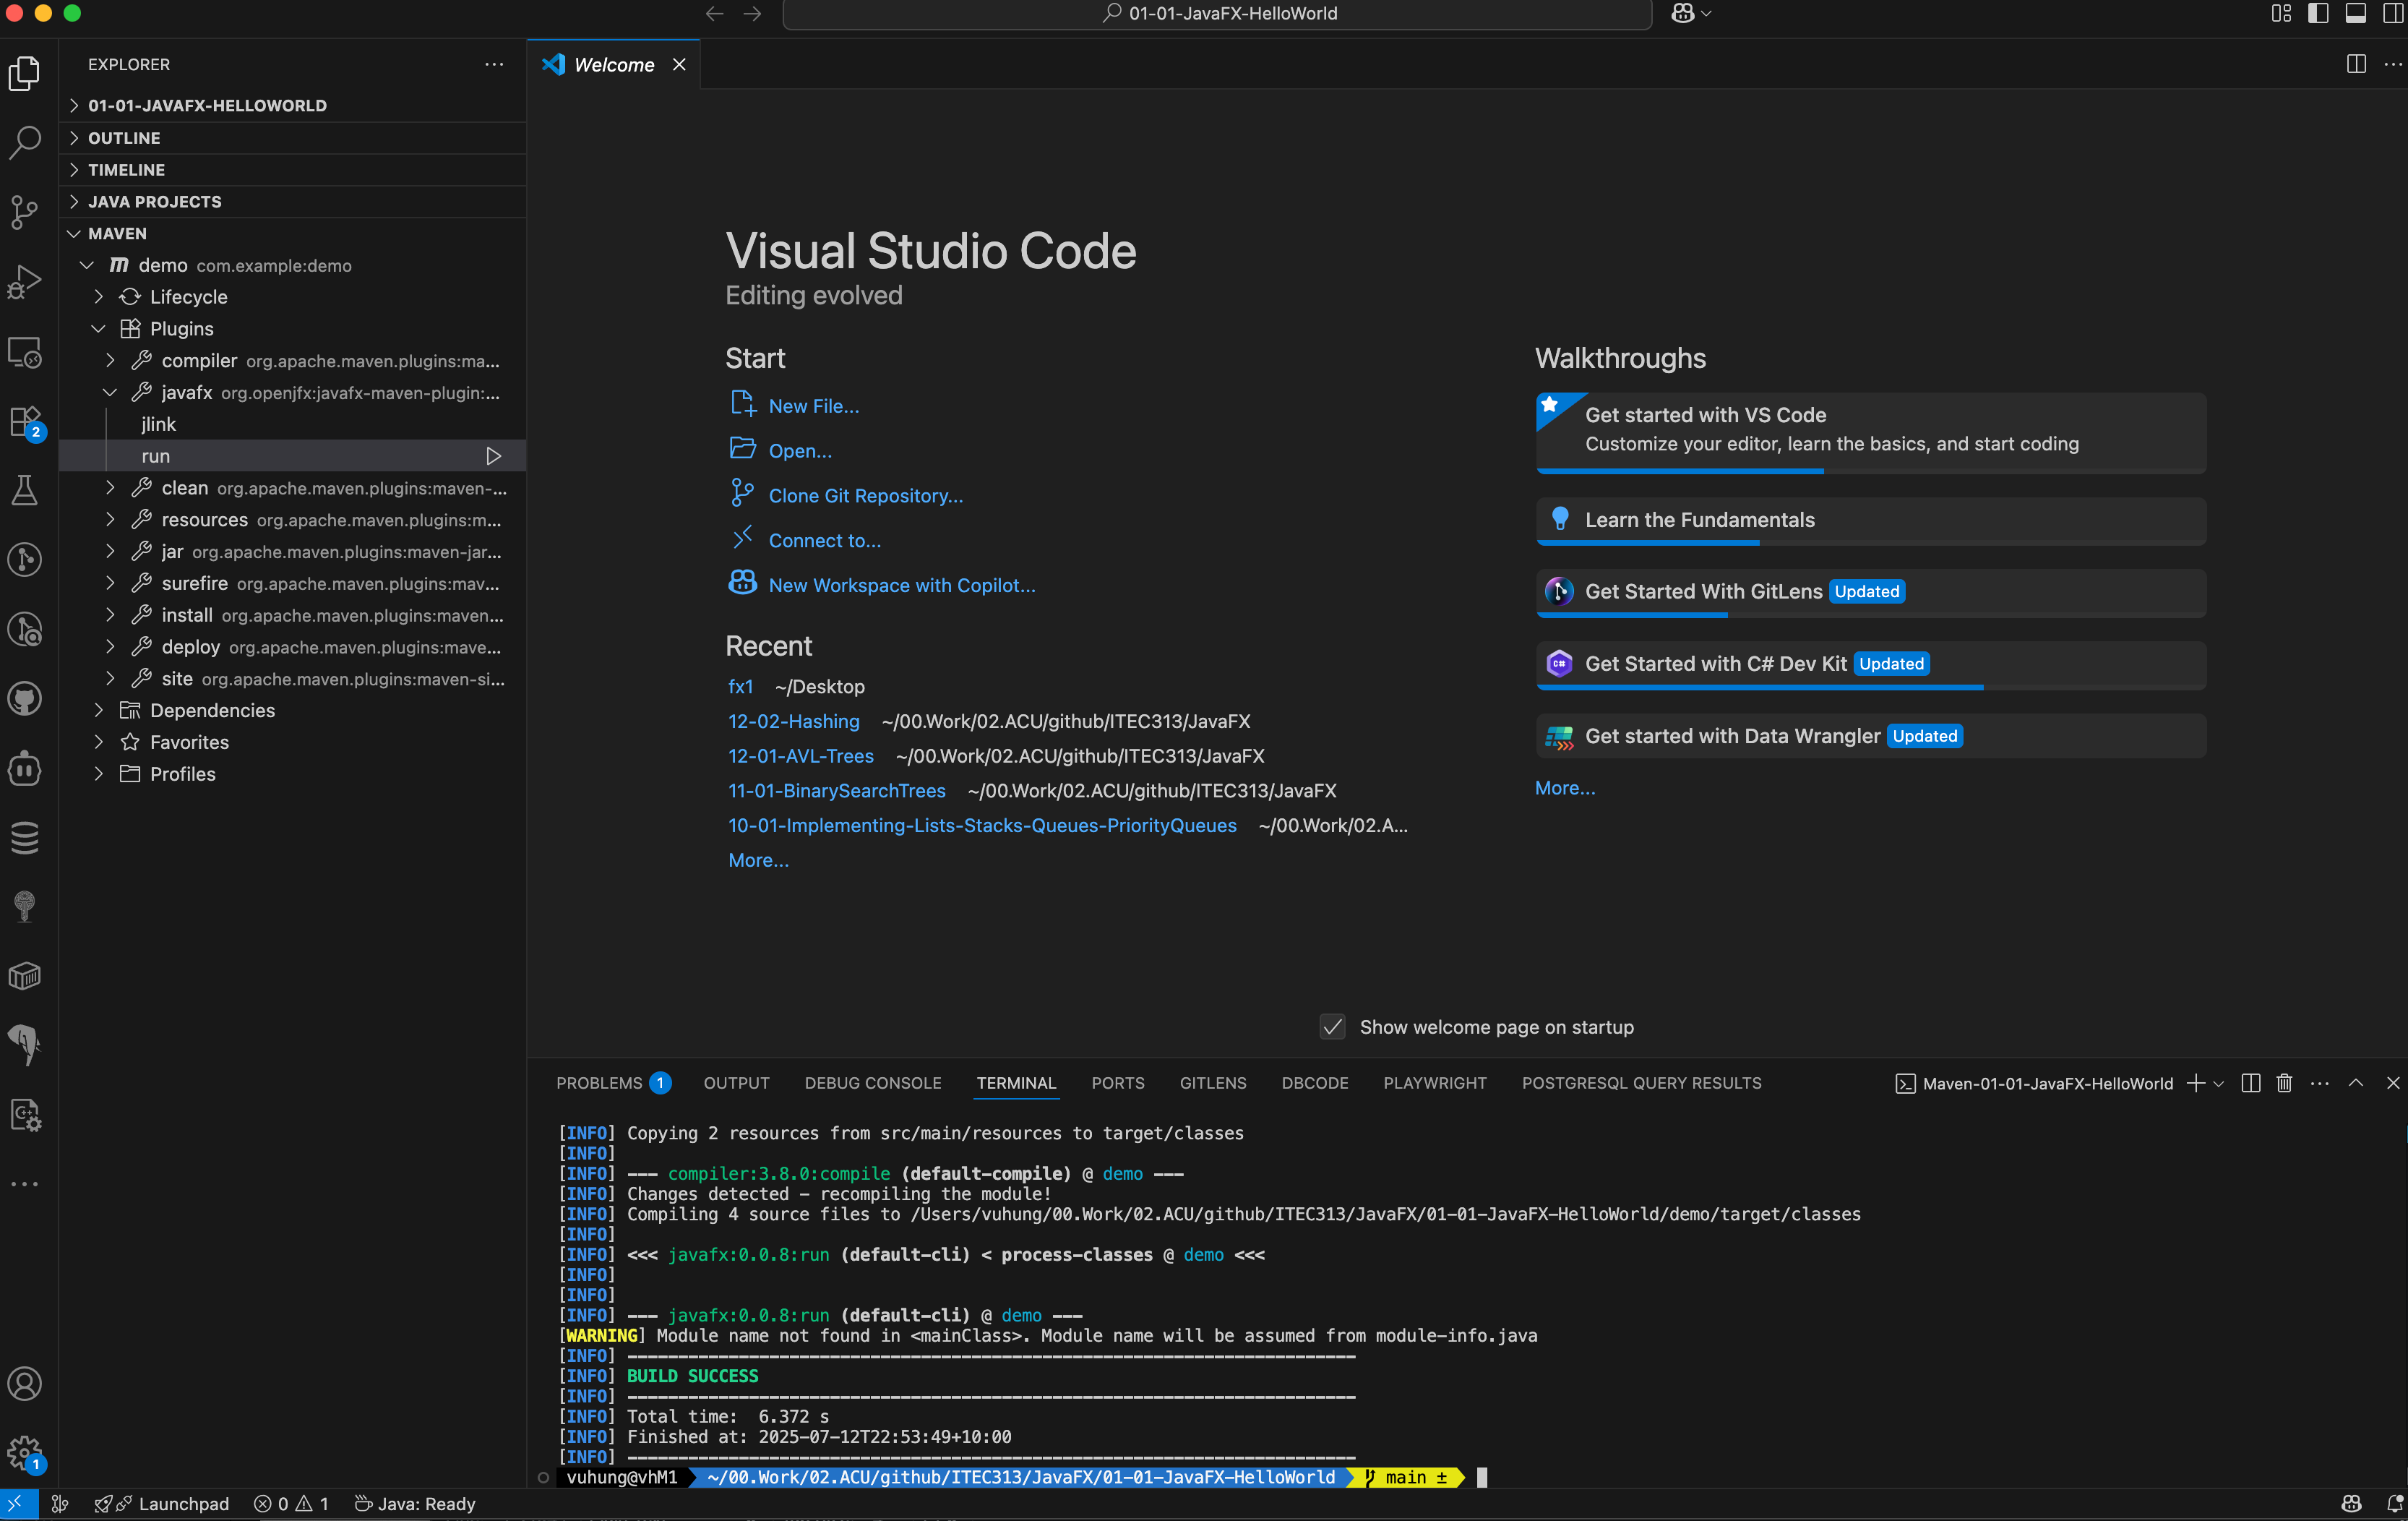 01-01-JavaFX-HelloWorld
EXPLORER
Welcome
01-01-JAVAFX-HELLOWORLD
OUTLINE
TIMELINE
JAVA PROJECTS
MAVEN
demo com.example:demo
Lifecycle
Plugins
compiler org.apache.maven.plugins:ma...
javafx org.openjfx:javafx-maven-plugin:...
jlink
run
clean org.apache.maven.plugins:maven-...
resources org.apache.maven.plugins:m...
jar org.apache.maven.plugins:maven-jar...
surefire org.apache.maven.plugins:mav...
install org.apache.maven.plugins:maven...
deploy org.apache.maven.plugins:mave...
site org.apache.maven.plugins:maven-si...
Dependencies
Favorites
Profiles
2
1
Visual Studio Code
Editing evolved
Start
New File...
Open...
Clone Git Repository...
Connect to...
New Workspace with Copilot...
Recent
fx1 ~/Desktop
12-02-Hashing ~/00.Work/02.ACU/github/ITEC313/JavaFX
12-01-AVL-Trees ~/00.Work/02.ACU/github/ITEC313/JavaFX
11-01-BinarySearchTrees ~/00.Work/02.ACU/github/ITEC313/JavaFX
10-01-Implementing-Lists-Stacks-Queues-PriorityQueues ~/00.Work/02.A...
More...
Walkthroughs
Get started with VS Code
Customize your editor, learn the basics, and start coding
Learn the Fundamentals
Get Started With GitLens Updated
C# Get Started with C# Dev Kit Updated
Get started with Data Wrangler Updated
More...
Show welcome page on startup
PROBLEMS 1 OUTPUT DEBUG CONSOLE TERMINAL PORTS GITLENS DBCODE PLAYWRIGHT POSTGRESQL QUERY RESULTS Maven-01-01-JavaFX-HelloWorld
[INFO] Copying 2 resources from src/main/resources to target/classes
[INFO]
[INFO] --- compiler:3.8.0:compile (default-compile) @ demo ---
[INFO] Changes detected - recompiling the module!
[INFO] Compiling 4 source files to /Users/vuhung/00.Work/02.ACU/github/ITEC313/JavaFX/01-01-JavaFX-HelloWorld/demo/target/classes
[INFO]
[INFO] <<< javafx:0.0.8:run (default-cli) < process-classes @ demo <<<
[INFO]
[INFO]
[INFO] --- javafx:0.0.8:run (default-cli) @ demo ---
[WARNING] Module name not found in <mainClass>. Module name will be assumed from module-info.java
[INFO] ------------------------------------------------------------------------
[INFO] BUILD SUCCESS
[INFO] ------------------------------------------------------------------------
[INFO] Total time:  6.372 s
[INFO] Finished at: 2025-07-12T22:53:49+10:00
[INFO] ------------------------------------------------------------------------
vuhung@vhM1 ~/00.Work/02.ACU/github/ITEC313/JavaFX/01-01-JavaFX-HelloWorld main ±
Launchpad 0 1 Java: Ready